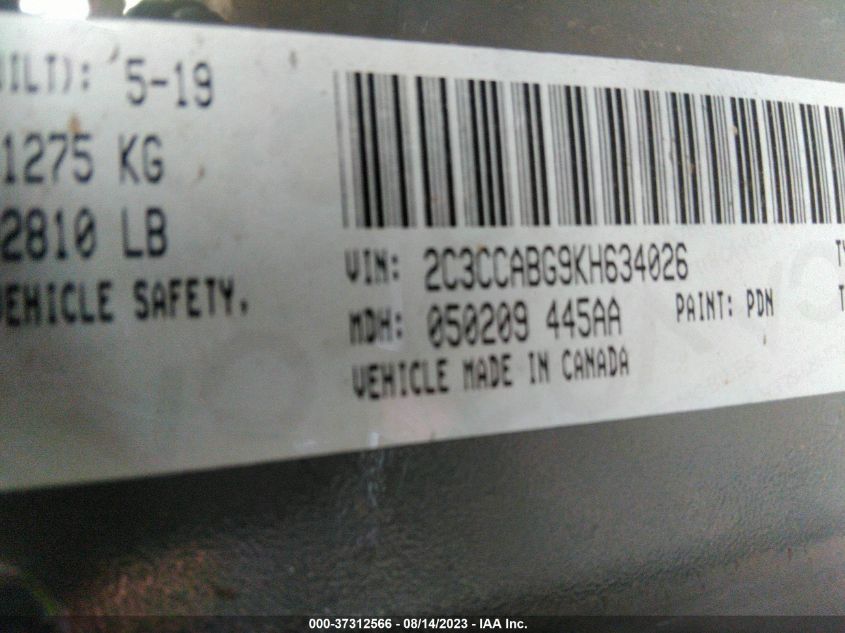 UILT): 5-19
1275 KG
2810 LB
VEHICLE SAFETY.
VIN: 2C3CCABG9KH634026
MDH: 050209 445AA PAINT: PDN
VEHICLE MADE IN CANADA
000-37312566 - 08/14/2023 - IAA Inc.